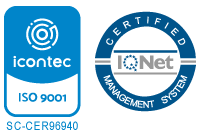 icontec
ISO 9001
SC-CER96940
CERTIFIED
IQNet
MANAGEMENT SYSTEM